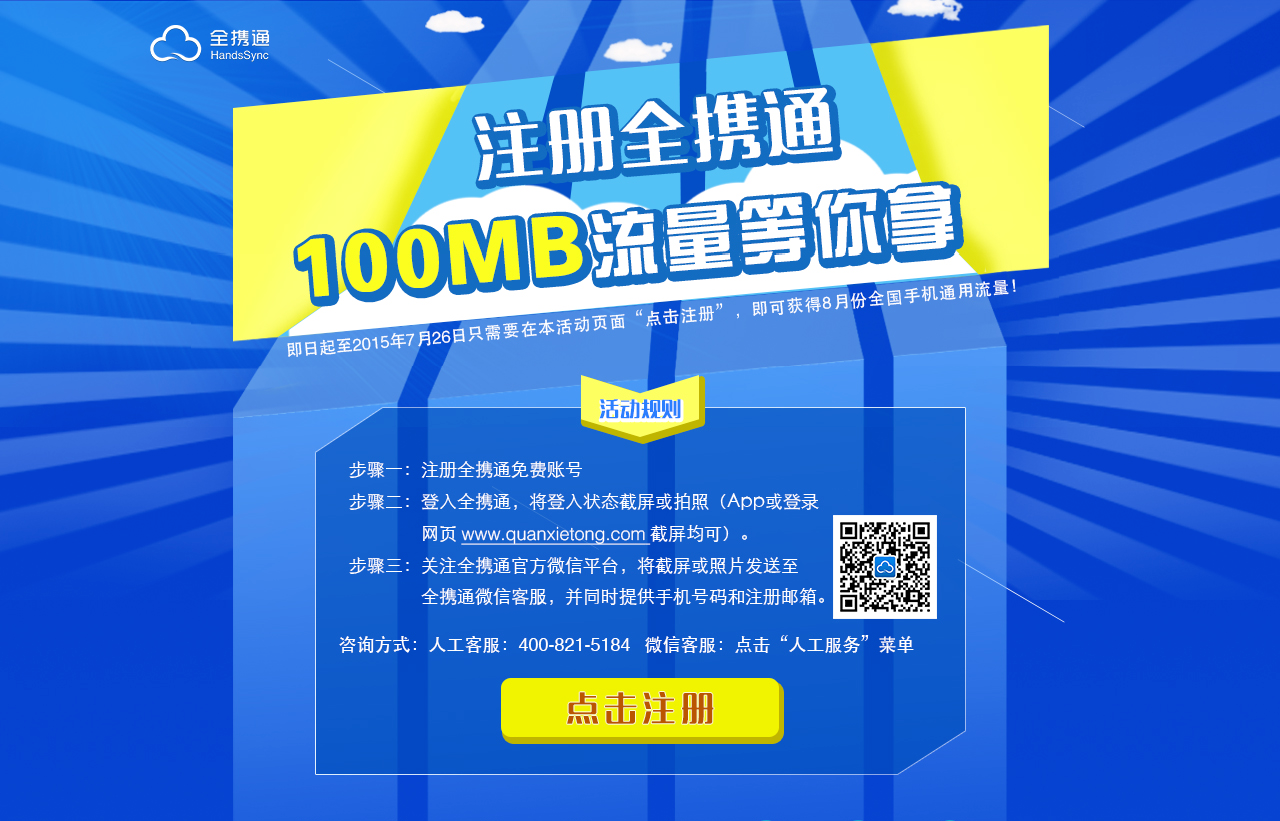 全携通
HandsSync
注册全携通
100MB流量等你拿
即日起至2015年7月26日只需要在本活动页面“点击注册”，即可获得8月份全国手机通用流量！
活动规则
步骤一：注册全携通免费账号
步骤二：登入全携通，将登入状态截屏或拍照（App或登录
网页 www.quanxietong.com 截屏均可）。
步骤三：关注全携通官方微信平台，将截屏或照片发送至
全携通微信客服，并同时提供手机号码和注册邮箱。
咨询方式：人工客服：400-821-5184 微信客服：点击“人工服务”菜单
点击注册